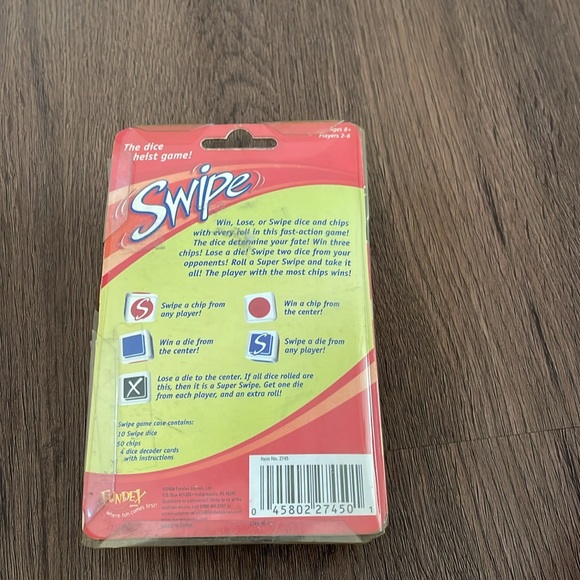 Ages 8+
Players 2-8
The dice
heist game!
Swipe
Win, Lose, or Swipe dice and chips
with every roll in this fast-action game!
The dice determine your fate! Win three
chips! Lose a die! Swipe two dice from your
opponents! Roll a Super Swipe and take it
all! The player with the most chips wins!
S
Swipe a chip from
any player!
Win a chip from
the center!
Win a die from
the center!
S
Swipe a die from
any player!
X
Lose a die to the center. If all dice rolled are
this, then it is a Super Swipe. Get one die
from each player, and an extra roll!
Swipe game case contains:
10 Swipe dice
60 chips
4 dice decoder cards
with instructions
Item No. 2745
FUNDEX
where fun comes first!
0 45802 27450 1